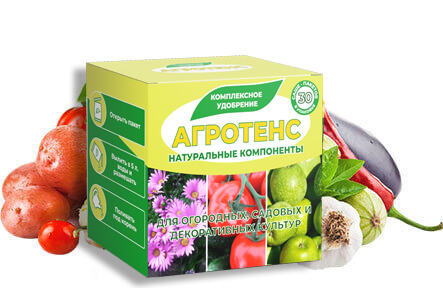 КОМПЛЕКСНОЕ
УДОБРЕНИЕ
30
АГРОТЕНС
НАТУРАЛЬНЫЕ КОМПОНЕНТЫ
ДЛЯ ОГОРОДНЫХ, САДОВЫХ И
ДЕКОРАТИВНЫХ КУЛЬТУР
Открыть пакет
Вылить в 5 л
воды и
размешать
Поливать
под корень